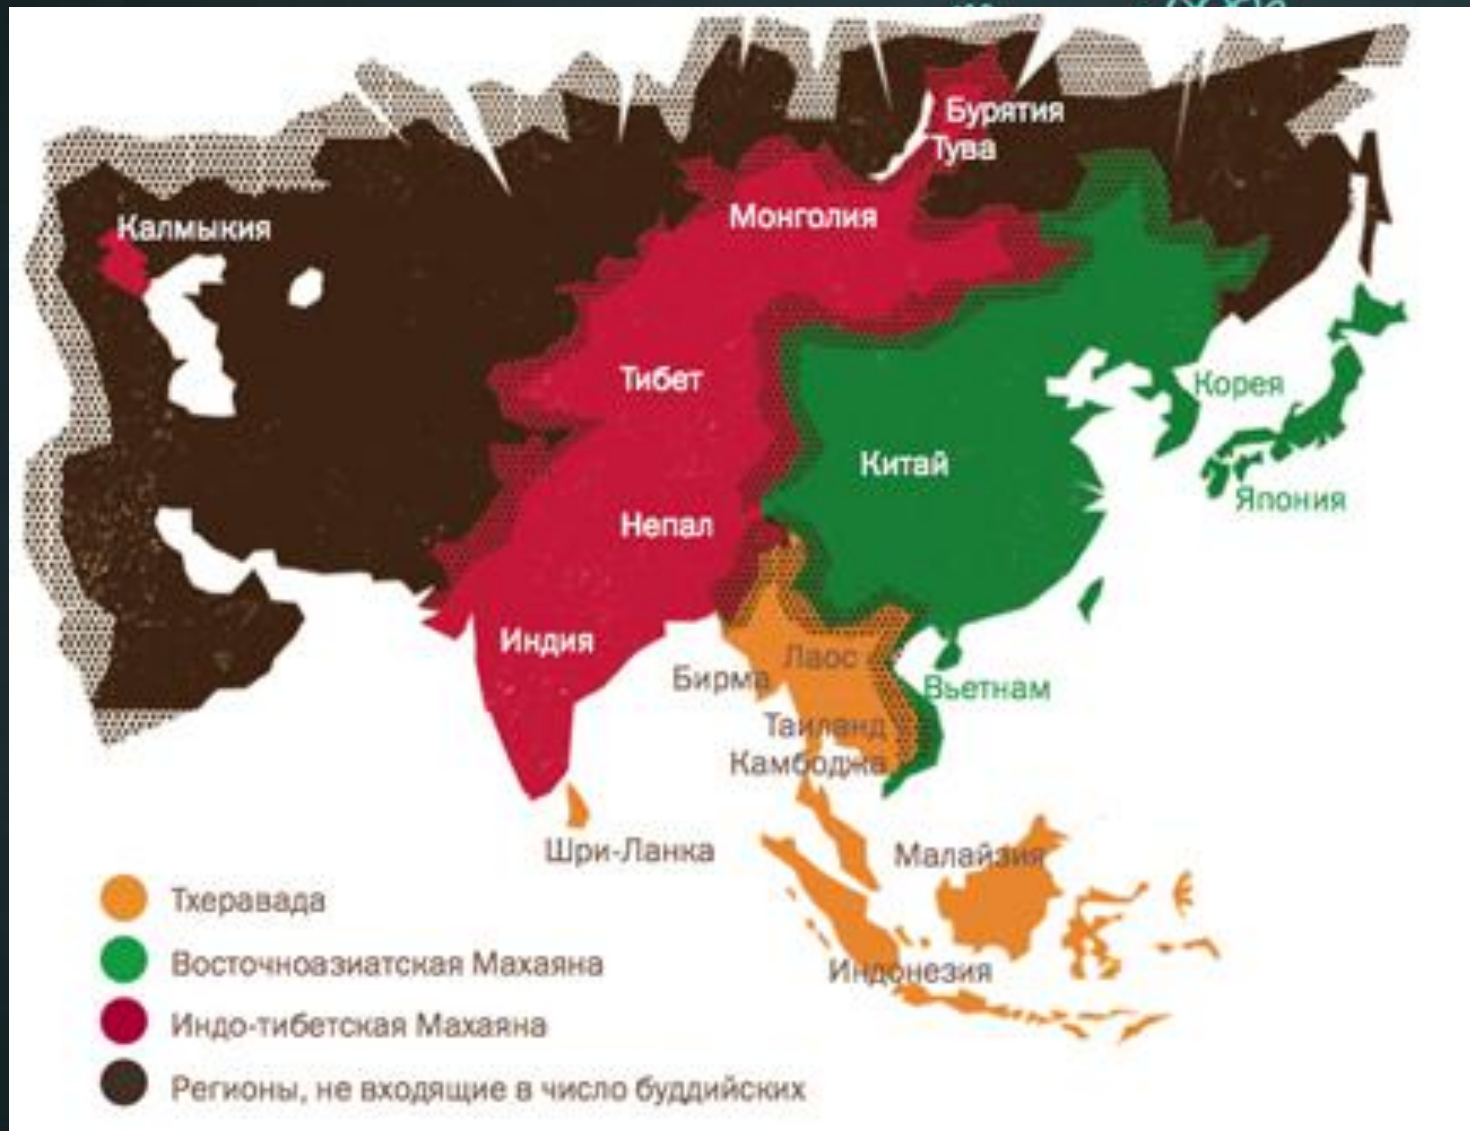 Бурятия
Тува
Монголия
Калмыкия
Тибет
Корея
Китай
Япония
Непал
Индия
Лаос
Бирма
Вьетнам
Таиланд
Камбоджа
Шри-Ланка
Малайзия
Индонезия
Тхеравада
Восточноазиатская Махаяна
Индо-тибетская Махаяна
Регионы, не входящие в число буддийских